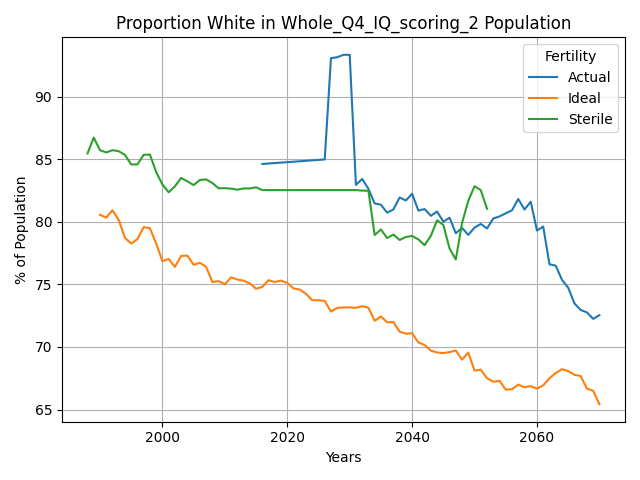 Proportion White in Whole_Q4_IQ_scoring_2 Population
Fertility
Actual
Ideal
Sterile
% of Population
90
85
80
75
70
65
2000
2020
2040
2060
Years